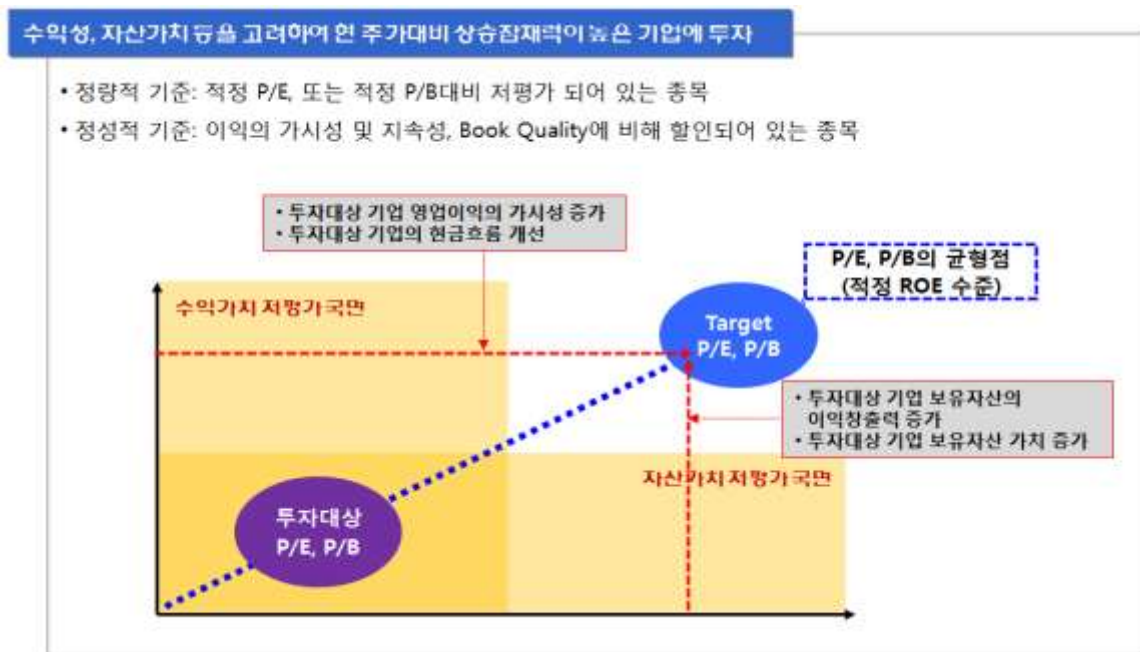 수익성, 자산가치 등을 고려하여 현 주가대비 상승잠재력이 높은 기업에 투자
• 정량적 기준: 적정 P/E, 또는 적정 P/B대비 저평가 되어 있는 종목
• 정성적 기준: 이익의 가시성 및 지속성, Book Quality에 비해 할인되어 있는 종목
• 투자대상 기업 영업이익의 가시성 증가
• 투자대상 기업의 현금흐름 개선
P/E, P/B의 균형점
(적정 ROE 수준)
수익가치 저평가 국면
Target
P/E, P/B
• 투자대상 기업 보유자산의
이익창출력 증가
• 투자대상 기업 보유자산 가치 증가
자산가치 저평가 국면
투자대상
P/E, P/B